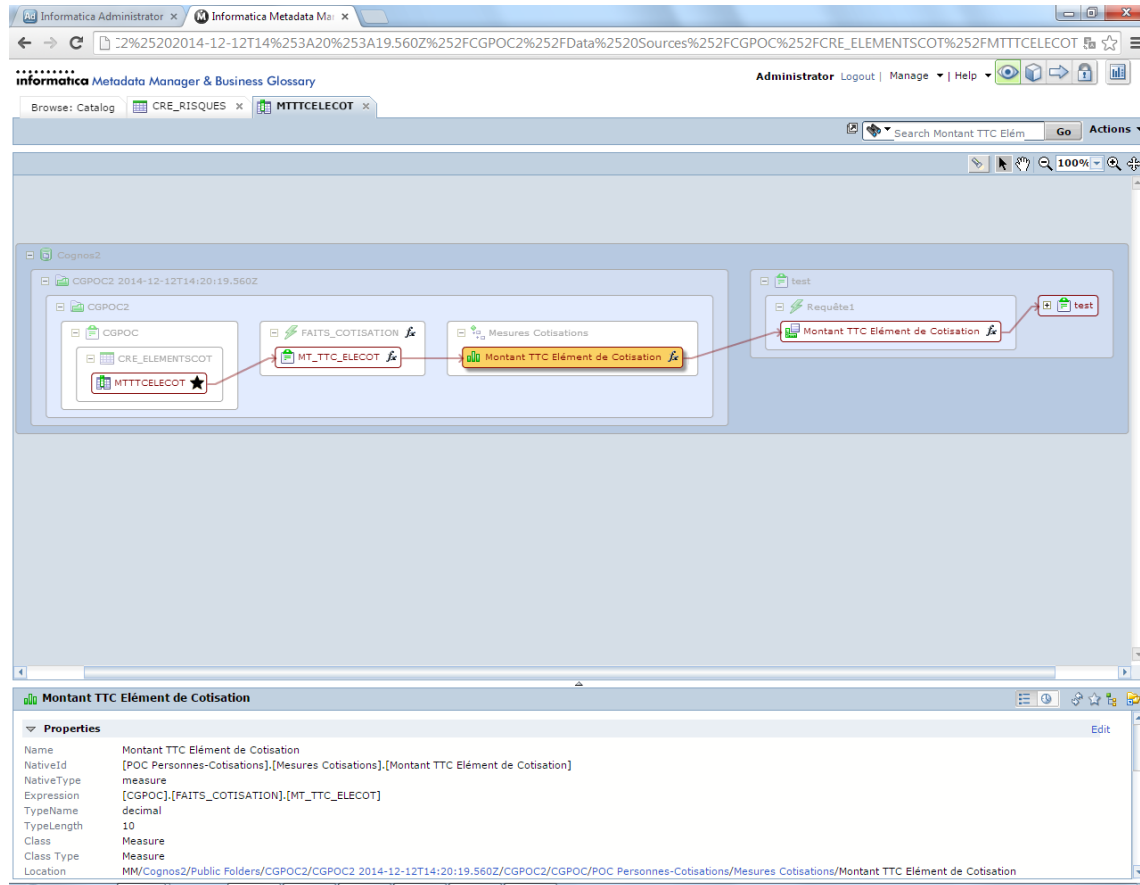 Informatica Administrator ×
Informatica Metadata Ma ×
22%25202014-12-12T14%253A20%253A19.560Z%252FCGPOC2%252FData%2520Sources%252FCGPOC%252FCRE_ELEMENTSCOT%252FMTTTCELECOT
informatica Metadata Manager & Business Glossary
Administrator Logout | Manage ▼ | Help ▼
Browse: Catalog CRE_RISQUES × MTTTCELECOT ×
Search Montant TTC Elém Go Actions
100%
Cognos2
CGPOC2 2014-12-12T14:20:19.560Z
test
CGPOC2
Requête1
test
CGPOC
FAITS_COTISATION fx
Mesures Cotisations
Montant TTC Elément de Cotisation fx
CRE_ELEMENTSCOT
MT_TTC_ELECOT fx
Montant TTC Elément de Cotisation fx
MTTTCELECOT
Montant TTC Elément de Cotisation
Properties
Edit
Name Montant TTC Elément de Cotisation
NativeId [POC Personnes-Cotisations].[Mesures Cotisations].[Montant TTC Elément de Cotisation]
NativeType measure
Expression [CGPOC].[FAITS_COTISATION].[MT_TTC_ELECOT]
TypeName decimal
TypeLength 10
Class Measure
Class Type Measure
Location MM/Cognos2/Public Folders/CGPOC2/CGPOC2 2014-12-12T14:20:19.560Z/CGPOC2/CGPOC/POC Personnes-Cotisations/Mesures Cotisations/Montant TTC Elément de Cotisation